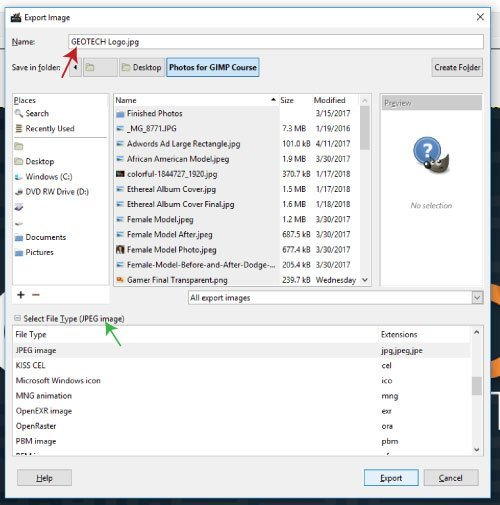 Export Image
Name: GEOTECH Logo.jpg
Save in folder: Desktop Photos for GIMP Course Create Folder
Places
Search
Recently Used
Desktop
Windows (C:)
DVD RW Drive (D:)
Documents
Pictures
Name Size Modified
Finished Photos 3/15/2017
_MG_8771.JPG 7.3 MB 1/19/2016
Adwords Ad Large Rectangle.jpg 101.0 kB 4/11/2017
African American Model.jpeg 1.9 MB 3/30/2017
colorful-1844727_1920.jpg 370.7 kB 1/17/2018
Ethereal Album Cover.jpg 1.5 MB 1/17/2018
Ethereal Album Cover Final.jpg 1.6 MB 1/18/2018
Female Model.jpeg 1.2 MB 3/30/2017
Female Model After.jpeg 687.5 kB 3/30/2017
Female Model Photo.jpeg 677.4 kB 3/30/2017
Female-Model-Before-and-After-Dodge-... 205.4 kB 3/30/2017
Gamer Final Transparent.png 239.7 kB Wednesday
Preview
No selection
All export images
Select File Type (JPEG image)
File Type Extensions
JPEG image jpg,jpeg,jpe
KISS CEL cel
Microsoft Windows icon ico
MNG animation mng
OpenEXR image exr
OpenRaster ora
PBM image pbm
Help Export Cancel